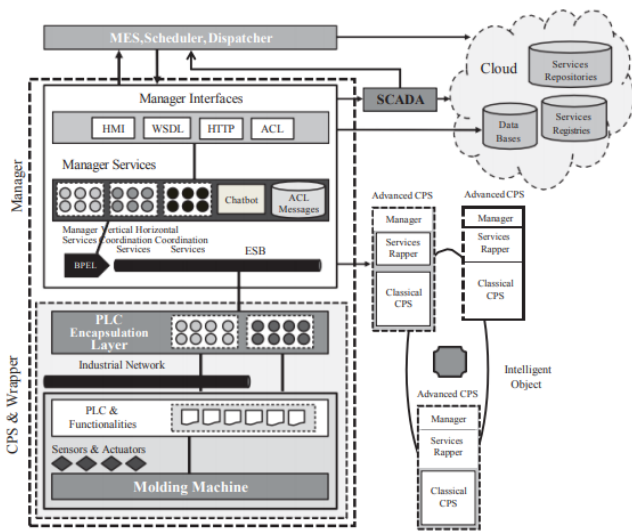 MES,Scheduler,Dispatcher
Cloud
Services
Repositories
Manager Interfaces
SCADA
HMI
WSDL
HTTP
ACL
Data
Bases
Services
Registries
Manager
Manager Services
Chatbot
ACL
Messages
Manager Vertical Horizontal
Services Coordination Coordination
Services
Services
ESB
BPEL
Advanced CPS
Manager
Services
Rapper
Classical
CPS
Advanced CPS
Manager
Services
Rapper
Classical
CPS
CPS & Wrapper
PLC
Encapsulation
Layer
Industrial Network
PLC &
Functionalities
Sensors & Actuators
Molding Machine
Intelligent
Object
Advanced CPS
Manager
Services
Rapper
Classical
CPS